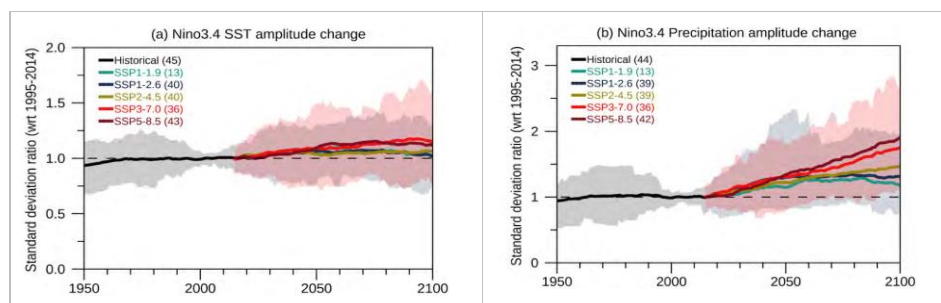 (a) Nino3.4 SST amplitude change
Standard deviation ratio (wrt 1995-2014)
2.0
1.5
1.0
0.5
0.0
Historical (45)
SSP1-1.9 (13)
SSP1-2.6 (40)
SSP2-4.5 (40)
SSP3-7.0 (36)
SSP5-8.5 (43)
1950 2000 2050 2100
(b) Nino3.4 Precipitation amplitude change
Standard deviation ratio (wrt 1995-2014)
3
2
1
0
Historical (44)
SSP1-1.9 (13)
SSP1-2.6 (39)
SSP2-4.5 (39)
SSP3-7.0 (36)
SSP5-8.5 (42)
1950 2000 2050 2100